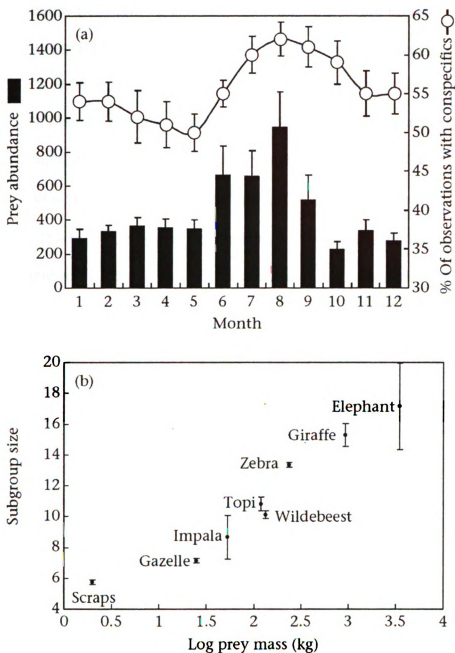 (a)
Prey abundance
1600
1400
1200
1000
800
600
400
200
0
65
60
55
50
45
40
35
30
% Of observations with conspecifics
1 2 3 4 5 6 7 8 9 10 11 12
Month
(b)
Subgroup size
20
18
16
14
12
10
8
6
4
Elephant
Giraffe
Zebra
Topi
Wildebeest
Impala
Gazelle
Scraps
0 0.5 1 1.5 2 2.5 3 3.5 4
Log prey mass (kg)